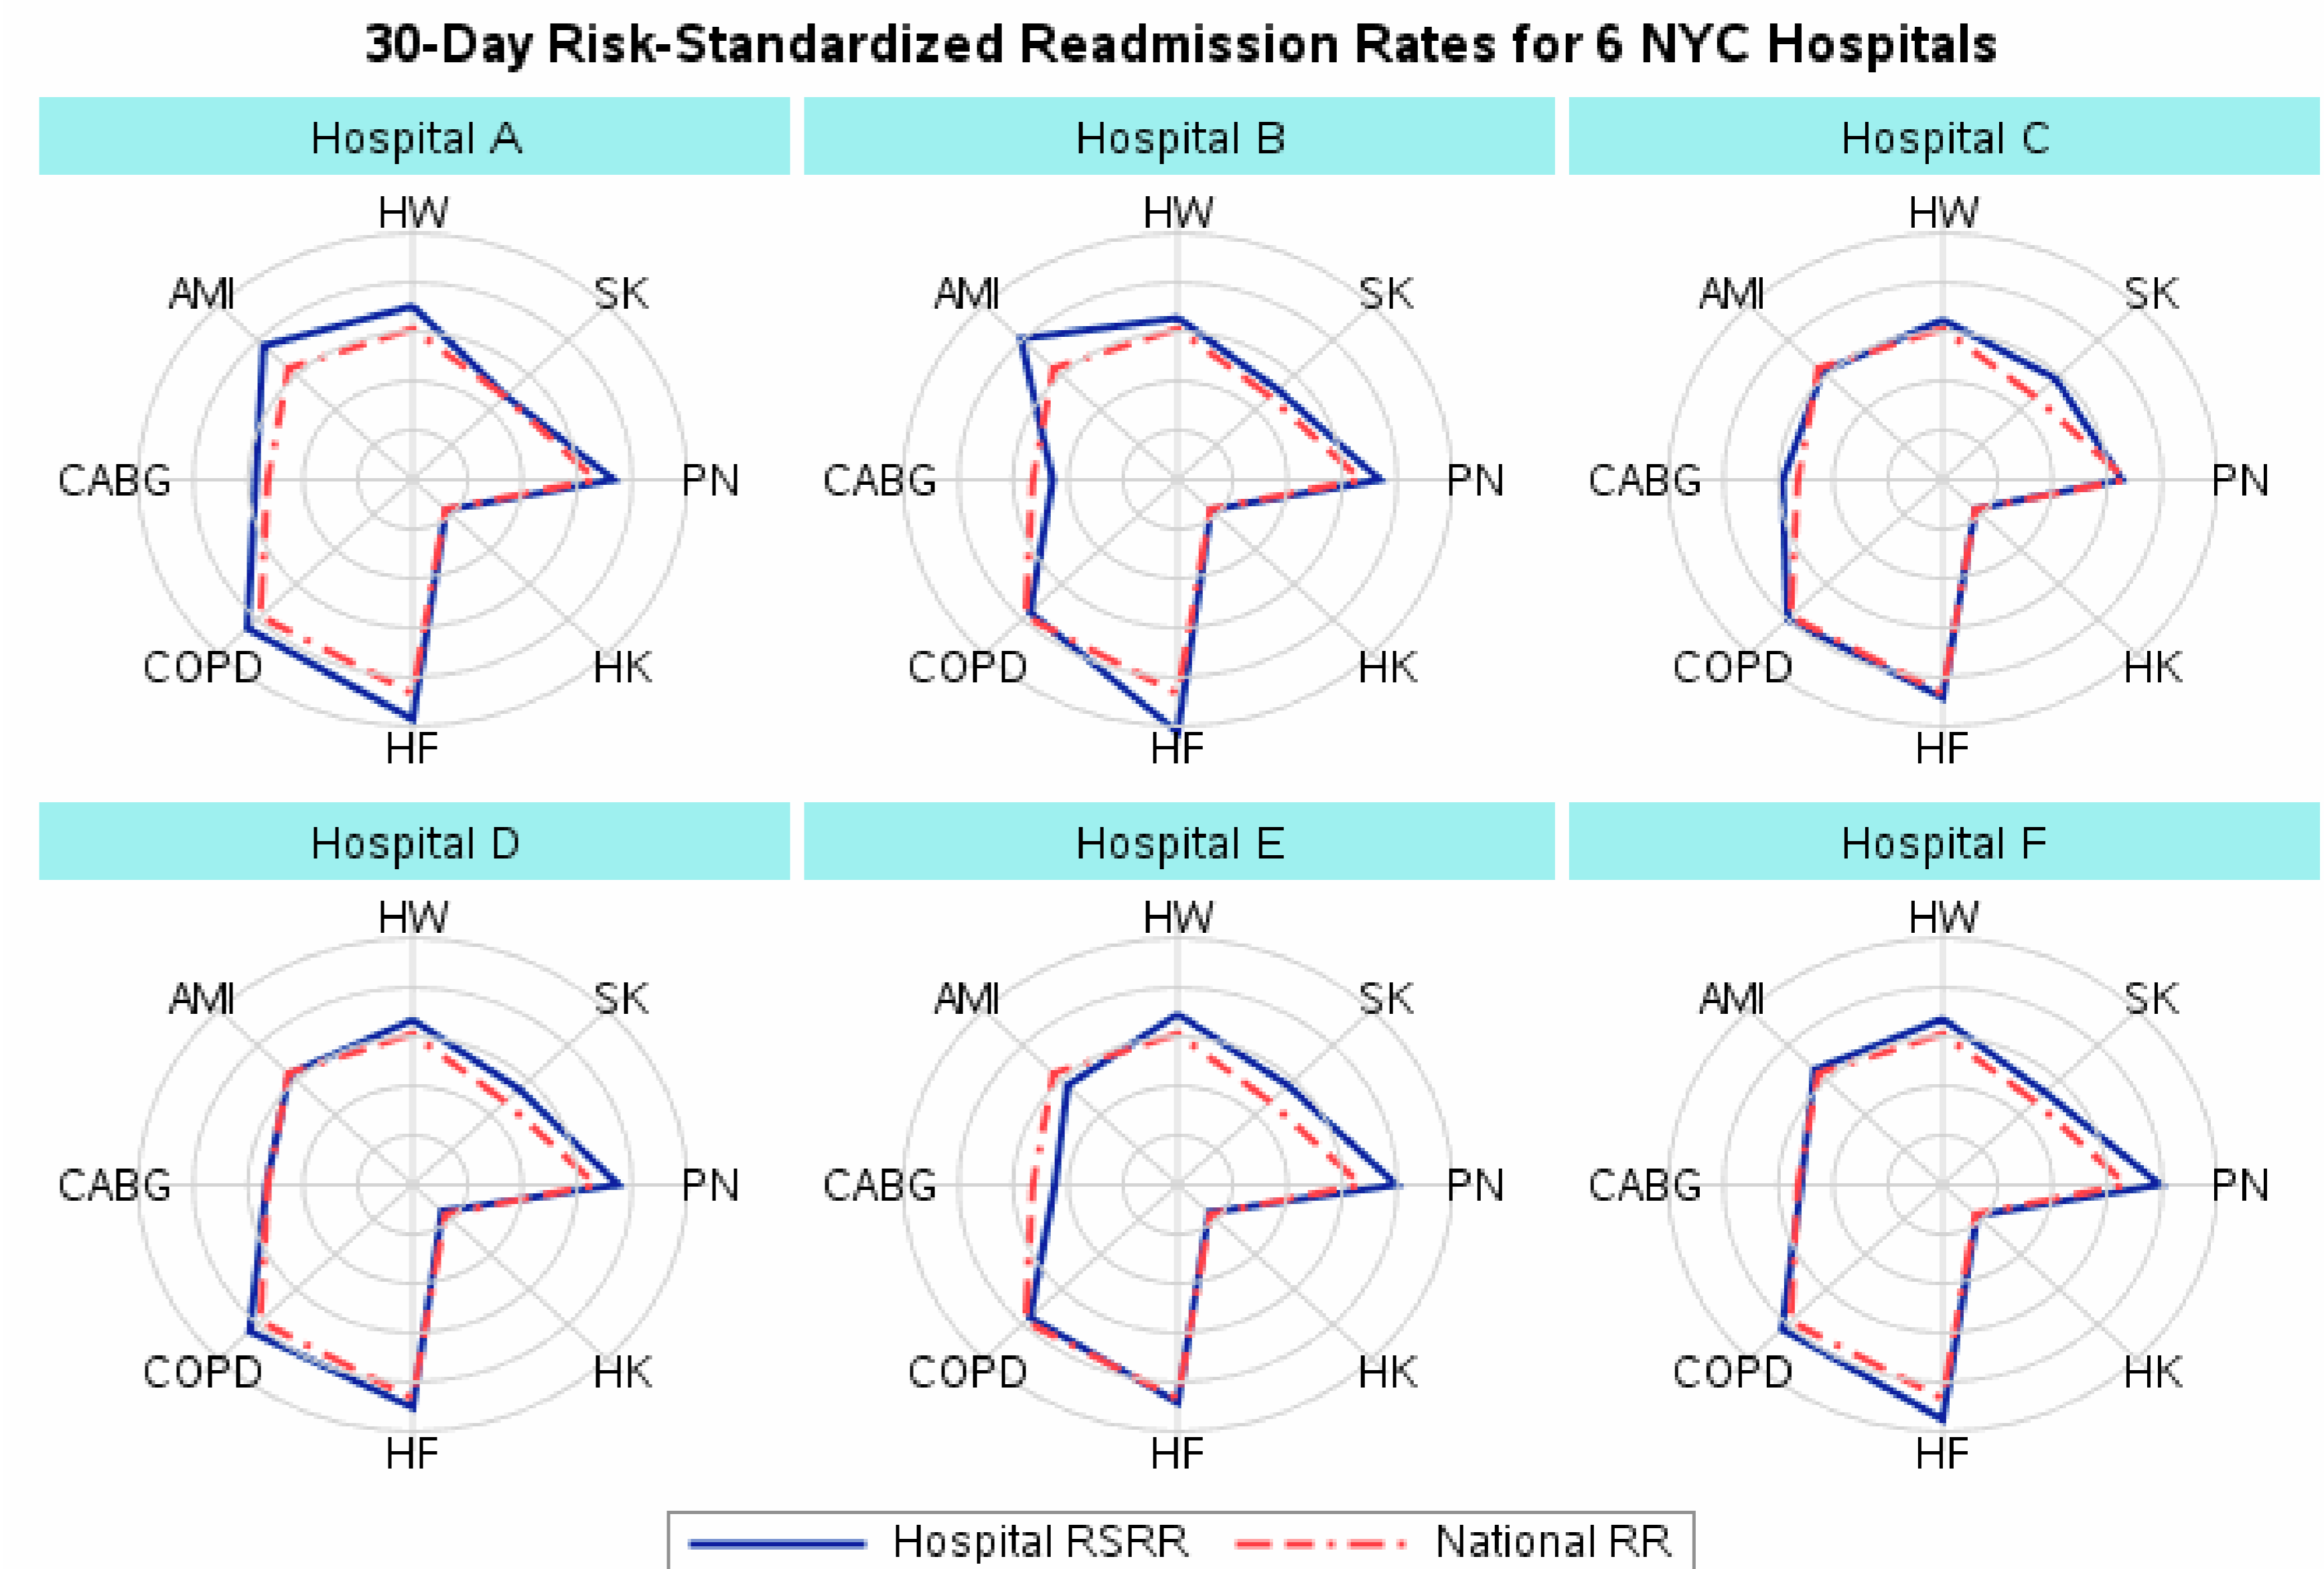 30-Day Risk-Standardized Readmission Rates for 6 NYC Hospitals
Hospital A
HW
AMI
SK
CABG
PN
COPD
HK
HF
Hospital B
HW
AMI
SK
CABG
PN
COPD
HK
HF
Hospital C
HW
AMI
SK
CABG
PN
COPD
HK
HF
Hospital D
HW
AMI
SK
CABG
PN
COPD
HK
HF
Hospital E
HW
AMI
SK
CABG
PN
COPD
HK
HF
Hospital F
HW
AMI
SK
CABG
PN
COPD
HK
HF
Hospital RSRR
National RR